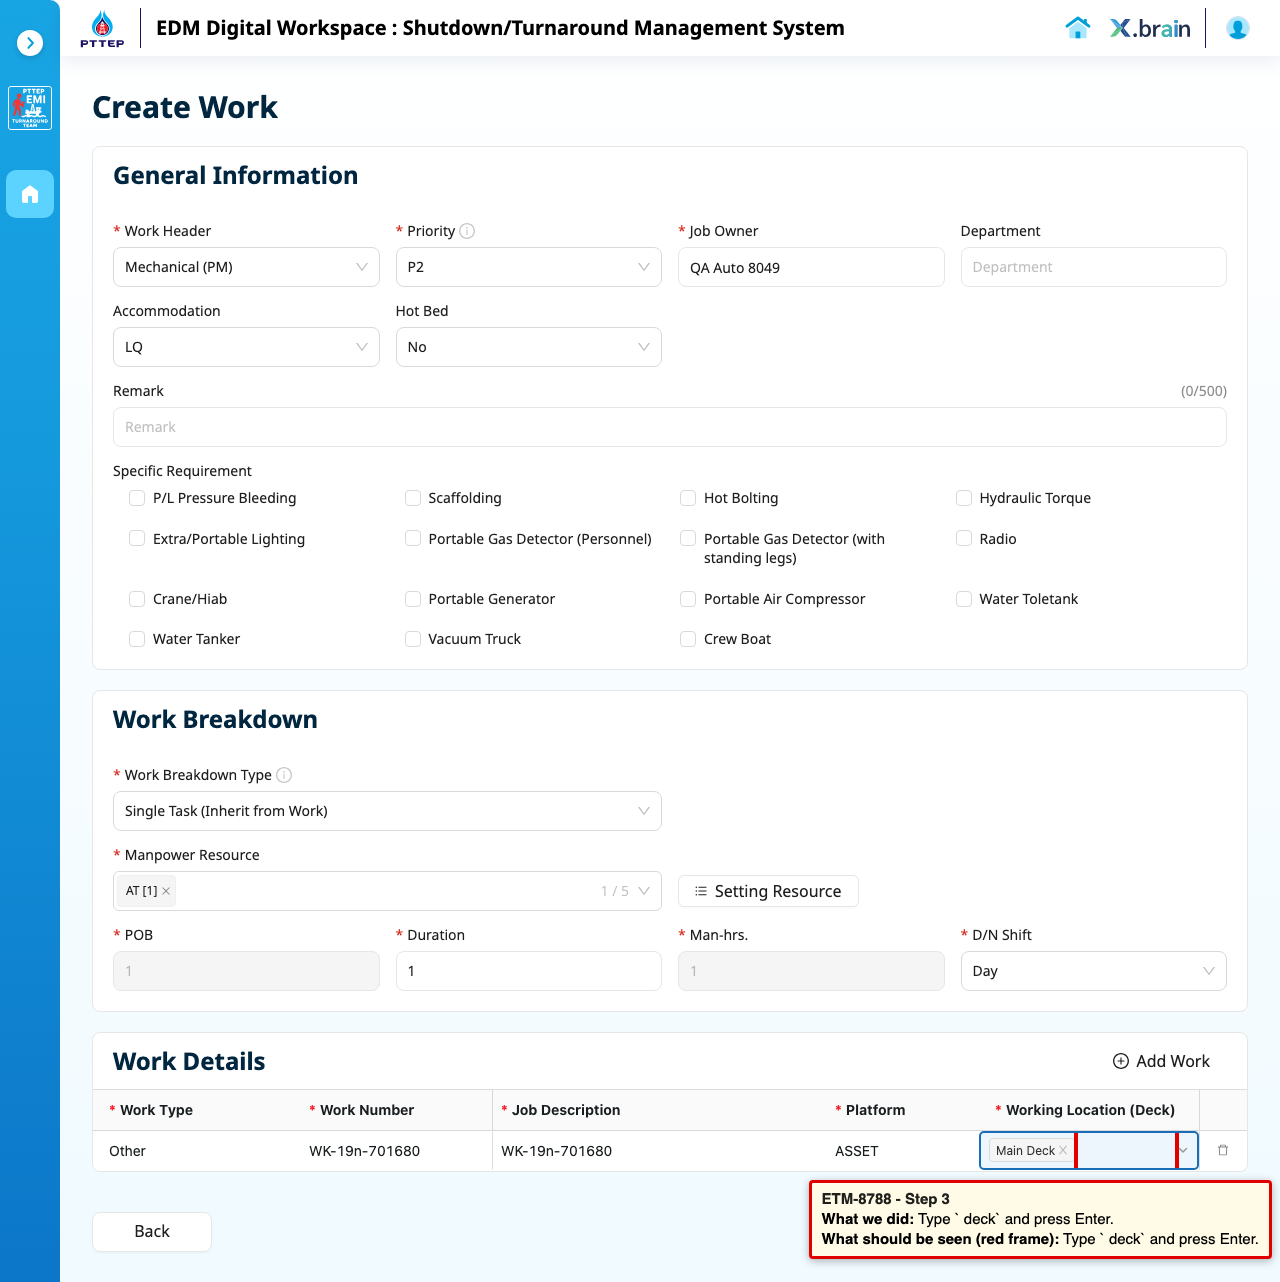 PTTEP
EDM Digital Workspace : Shutdown/Turnaround Management System
X.brain
PTTEP
EMI
TURNAROUND
TEAM
Create Work
General Information
* Work Header
* Priority
* Job Owner
Department
Mechanical (PM)
P2
QA Auto 8049
Department
Accommodation
Hot Bed
LQ
No
Remark
(0/500)
Remark
Specific Requirement
P/L Pressure Bleeding
Scaffolding
Hot Bolting
Hydraulic Torque
Extra/Portable Lighting
Portable Gas Detector (Personnel)
Portable Gas Detector (with
standing legs)
Radio
Crane/Hiab
Portable Generator
Portable Air Compressor
Water Toletank
Water Tanker
Vacuum Truck
Crew Boat
Work Breakdown
* Work Breakdown Type
Single Task (Inherit from Work)
* Manpower Resource
AT [1]
1 / 5
Setting Resource
* POB
* Duration
* Man-hrs.
* D/N Shift
1
1
1
Day
Work Details
Add Work
* Work Type
* Work Number
* Job Description
* Platform
* Working Location (Deck)
Other
WK-19n-701680
WK-19n-701680
ASSET
Main Deck
ETM-8788 - Step 3
What we did: Type ` deck` and press Enter.
What should be seen (red frame): Type ` deck` and press Enter.
Back